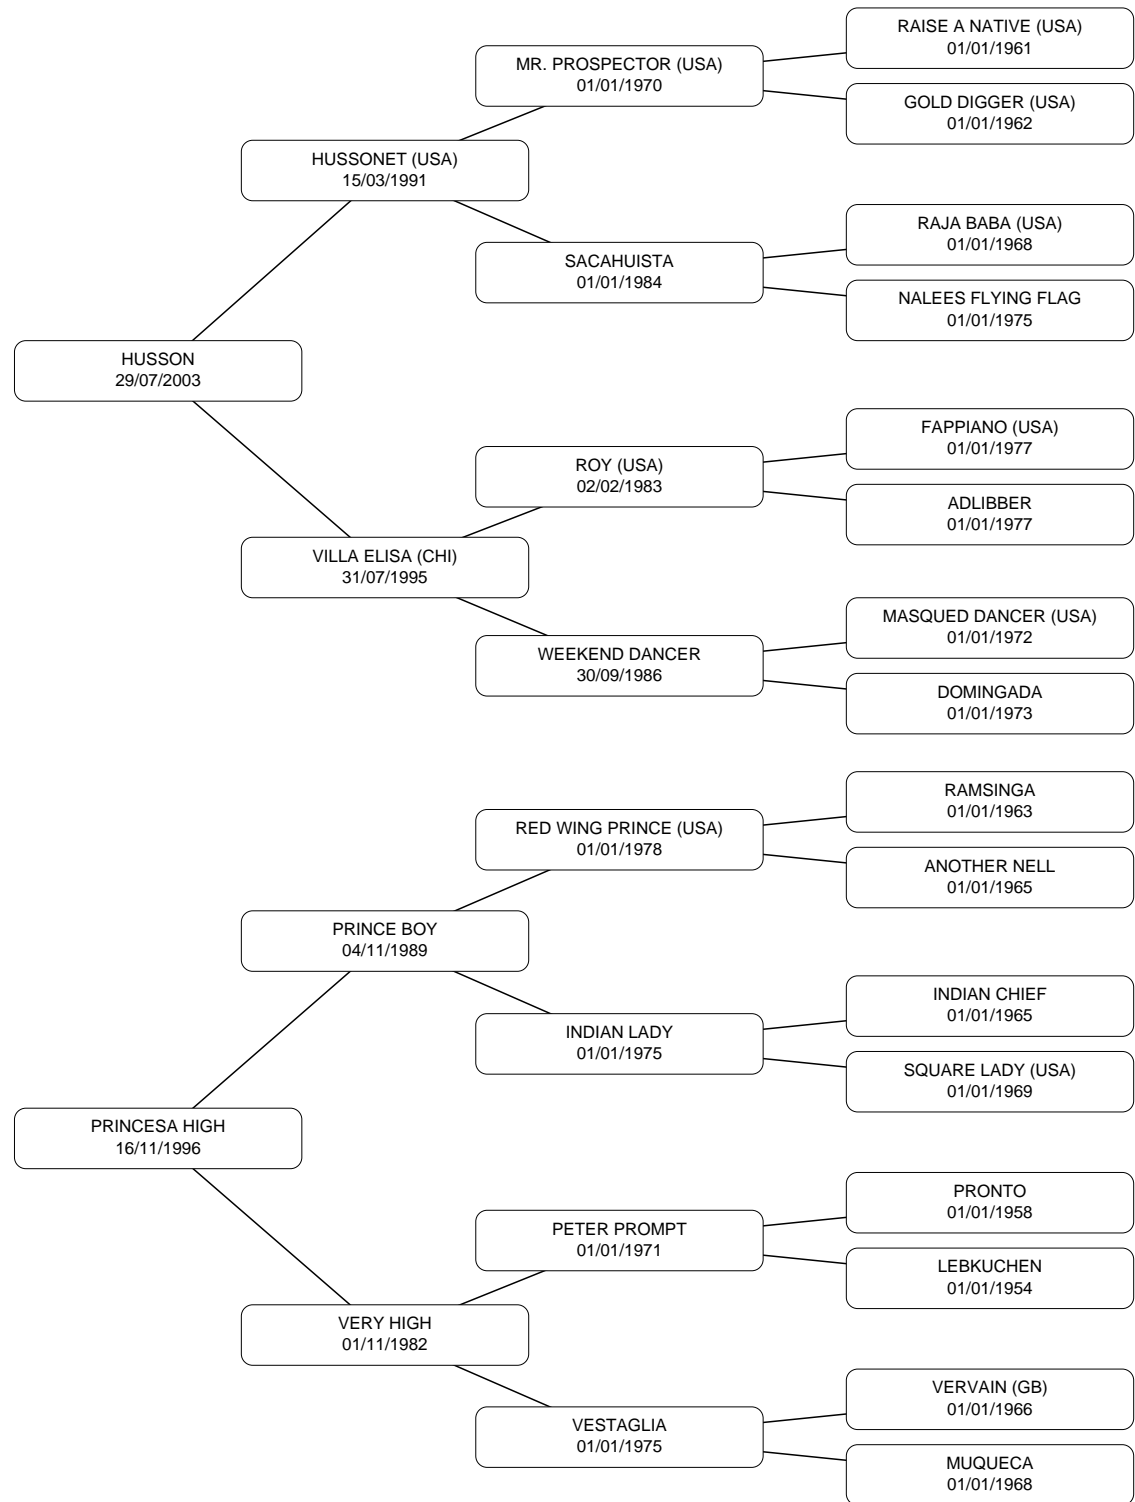 RAISE A NATIVE (USA)
01/01/1961
MR. PROSPECTOR (USA)
01/01/1970
GOLD DIGGER (USA)
01/01/1962
HUSSONET (USA)
15/03/1991
RAJA BABA (USA)
01/01/1968
SACAHUISTA
01/01/1984
NALEES FLYING FLAG
01/01/1975
HUSSON
29/07/2003
FAPPIANO (USA)
01/01/1977
ROY (USA)
02/02/1983
ADLIBBER
01/01/1977
VILLA ELISA (CHI)
31/07/1995
MASQUED DANCER (USA)
01/01/1972
WEEKEND DANCER
30/09/1986
DOMINGADA
01/01/1973
RAMSINGA
01/01/1963
RED WING PRINCE (USA)
01/01/1978
ANOTHER NELL
01/01/1965
PRINCE BOY
04/11/1989
INDIAN CHIEF
01/01/1965
INDIAN LADY
01/01/1975
SQUARE LADY (USA)
01/01/1969
PRINCESA HIGH
16/11/1996
PRONTO
01/01/1958
PETER PROMPT
01/01/1971
LEBKUCHEN
01/01/1954
VERY HIGH
01/11/1982
VERVAIN (GB)
01/01/1966
VESTAGLIA
01/01/1975
MUQUECA
01/01/1968